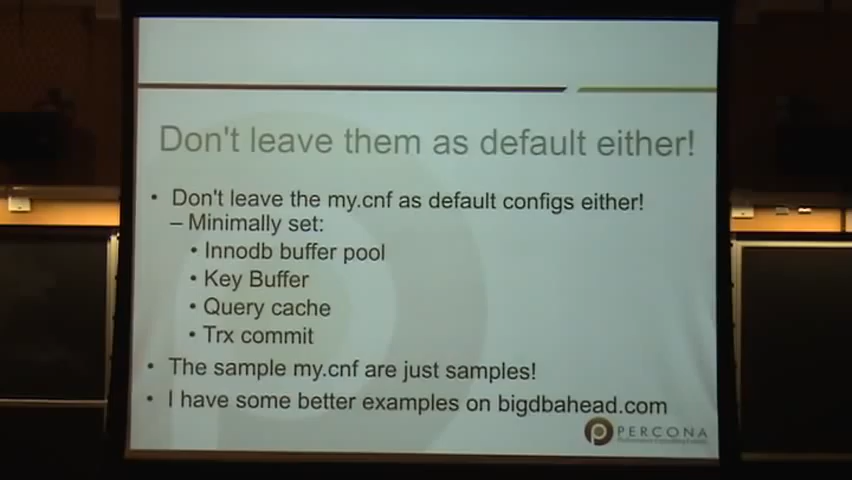 Don't leave them as default either!
• Don't leave the my.cnf as default configs either!
– Minimally set:
• Innodb buffer pool
• Key Buffer
• Query cache
• Trx commit
• The sample my.cnf are just samples!
• I have some better examples on bigdbahead.com
PERCONA